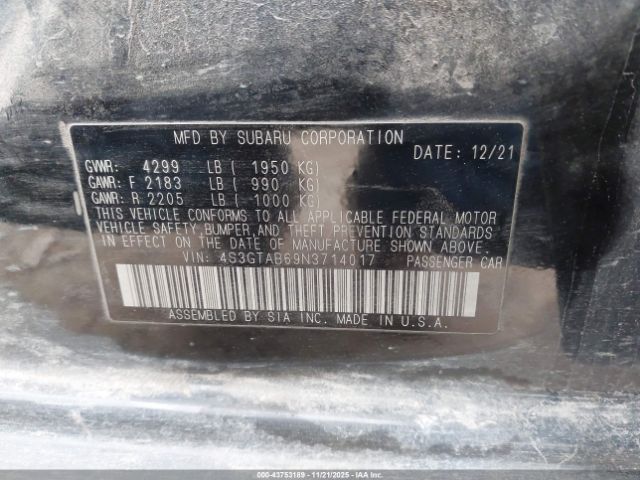 MFD BY SUBARU CORPORATION
DATE: 12/21
GVWR: 4299 LB ( 1950 KG)
GAWR: F 2183 LB ( 990 KG)
GAWR: R 2205 LB ( 1000 KG)
THIS VEHICLE CONFORMS TO ALL APPLICABLE FEDERAL MOTOR
VEHICLE SAFETY, BUMPER, AND THEFT PREVENTION STANDARDS
IN EFFECT ON THE DATE OF MANUFACTURE SHOWN ABOVE.
VIN: 4S3GTAB69N3714017 PASSENGER CAR
ASSEMBLED BY SIA INC. MADE IN U.S.A.
000-43753189 - 11/21/2025 - IAAI.COM